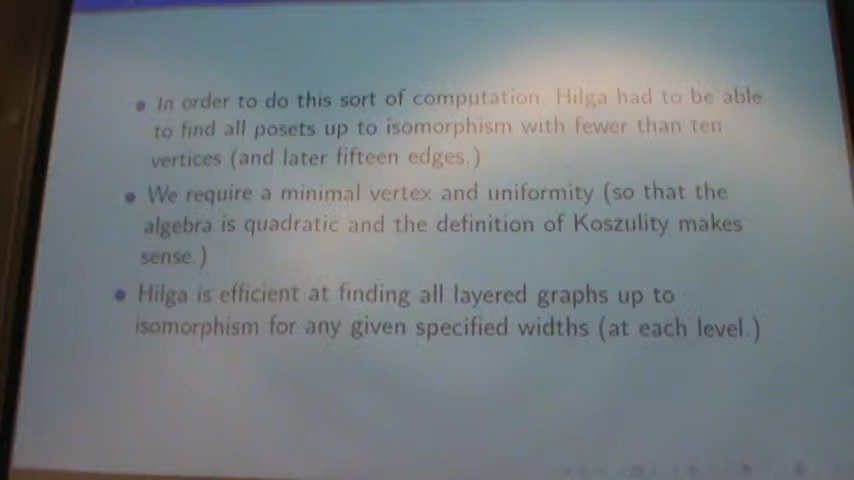 In order to do this sort of computation, Hilga had to be able
to find all posets up to isomorphism with fewer than ten
vertices (and later fifteen edges.)
We require a minimal vertex and uniformity (so that the
algebra is quadratic and the definition of Koszulity makes
sense.)
Hilga is efficient at finding all layered graphs up to
isomorphism for any given specified widths (at each level.)